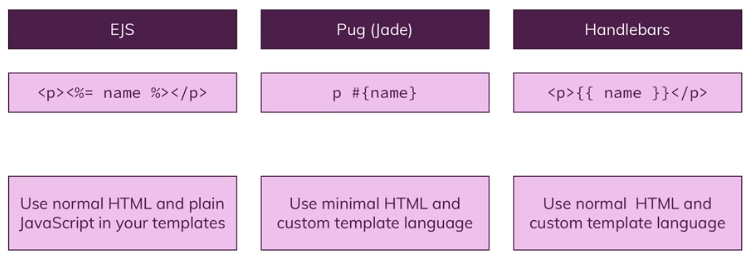 EJS
Pug (Jade)
Handlebars
<p><%= name %></p>
p #{name}
<p>{{ name }}</p>
Use normal HTML and plain
JavaScript in your templates
Use minimal HTML and
custom template language
Use normal HTML and
custom template language